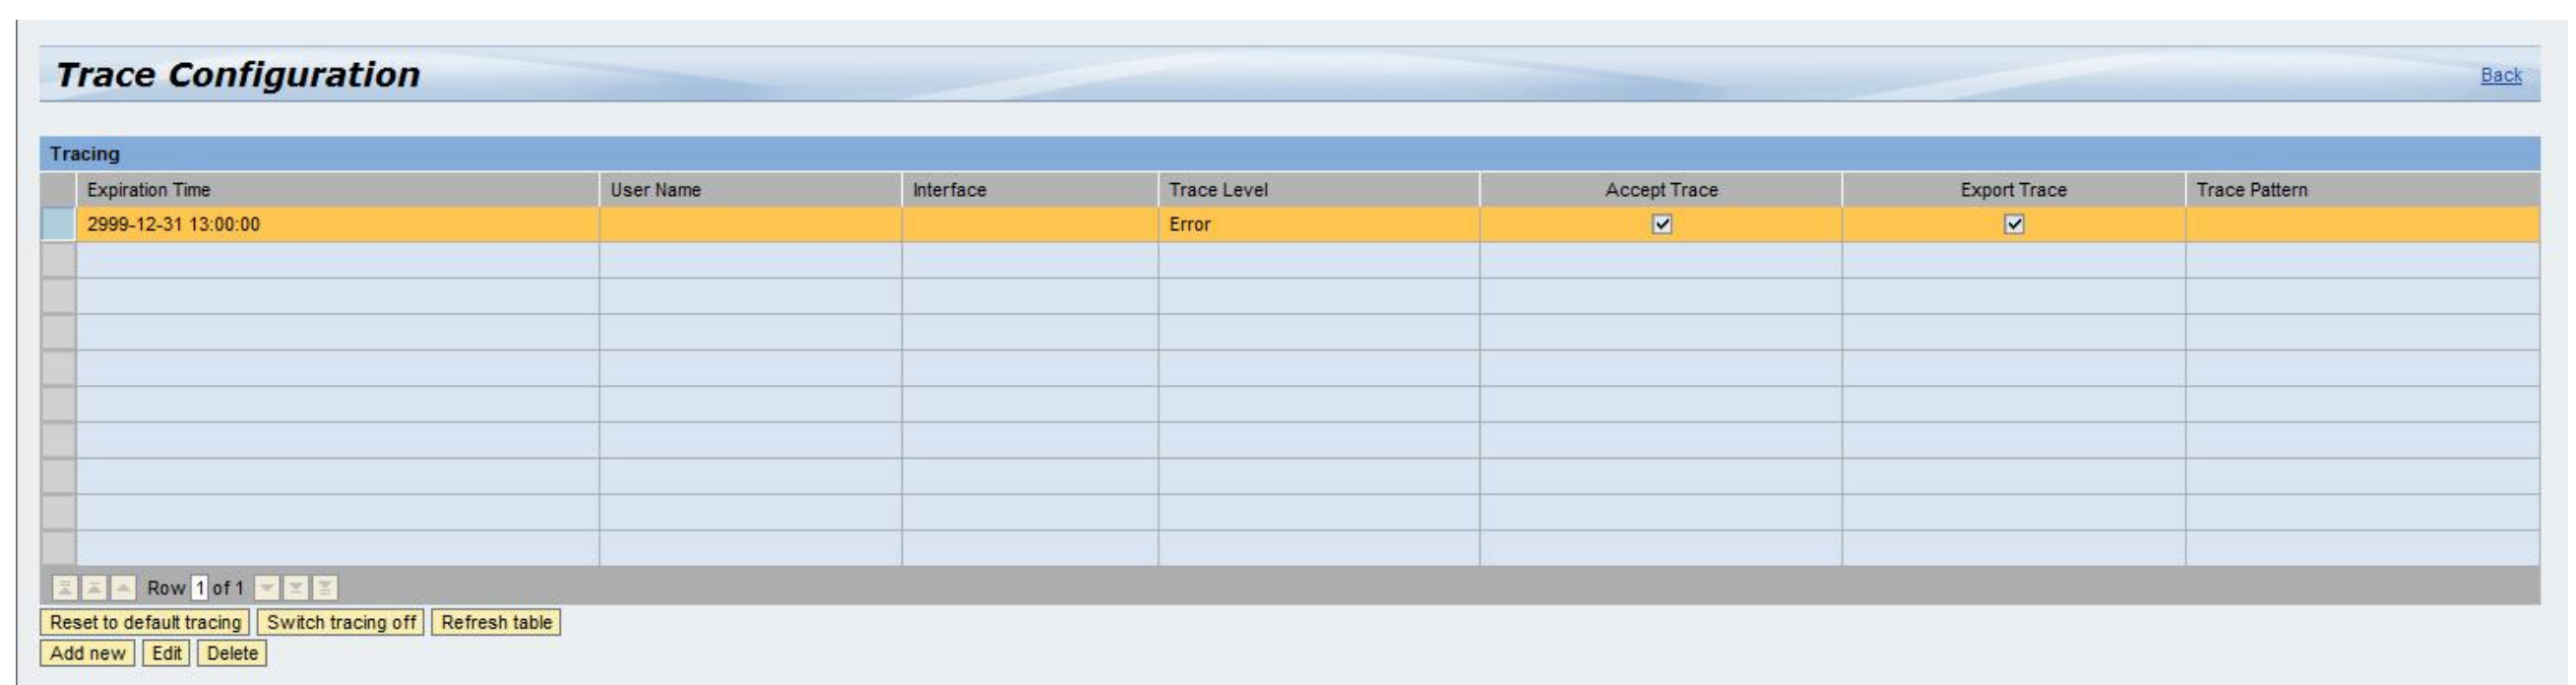 Trace Configuration
Back
Tracing
Expiration Time User Name Interface Trace Level Accept Trace Export Trace Trace Pattern
2999-12-31 13:00:00 Error
Row 1 of 1
Reset to default tracing Switch tracing off Refresh table
Add new Edit Delete